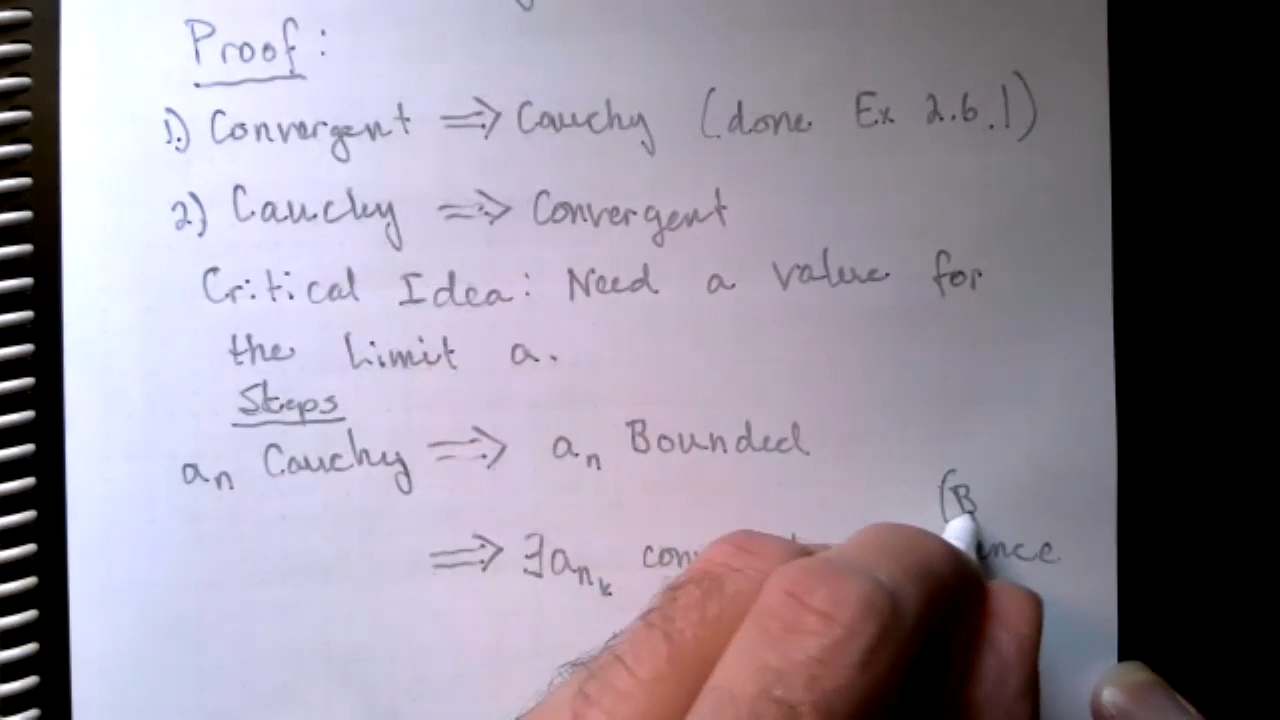 Proof:
1.) Convergent ⟹ Cauchy (done Ex 2.6.1)
2) Cauchy ⟹ Convergent
Critical Idea: Need a value for
the limit a.
Steps
aₙ Cauchy ⟹ aₙ Bounded
(B
⟹ ∃aₙₖ